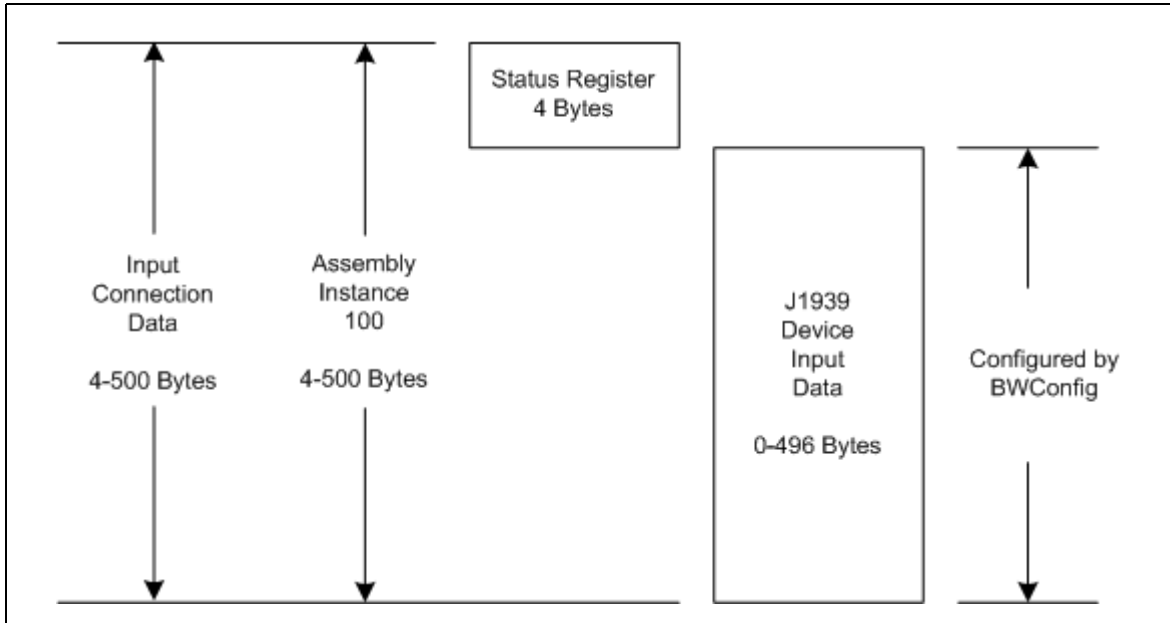 Status Register
4 Bytes
Input
Connection
Data
4-500 Bytes
Assembly
Instance
100
4-500 Bytes
J1939
Device
Input
Data
0-496 Bytes
Configured by
BWConfig